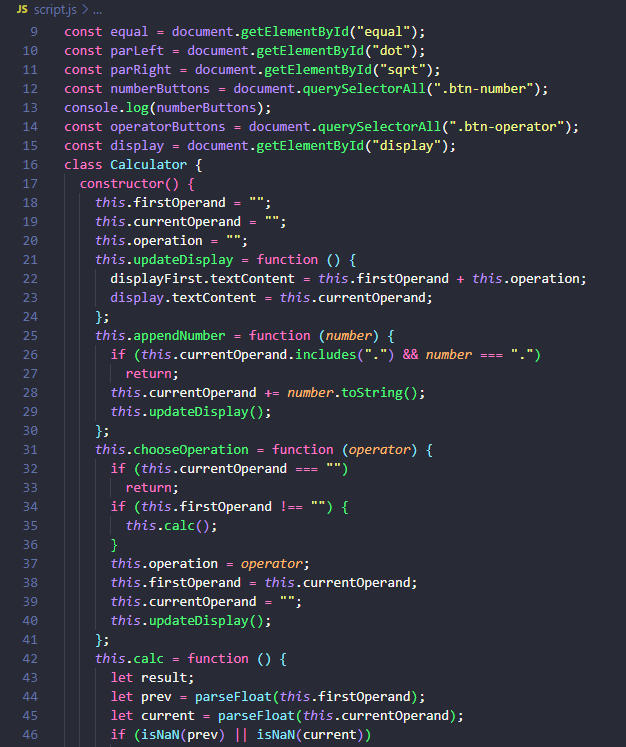 JS script.js > ...
9 const equal = document.getElementById("equal");
10 const parLeft = document.getElementById("dot");
11 const parRight = document.getElementById("sqrt");
12 const numberButtons = document.querySelectorAll(".btn-number");
13 console.log(numberButtons);
14 const operatorButtons = document.querySelectorAll(".btn-operator");
15 const display = document.getElementById("display");
16 class Calculator {
17 constructor() {
18 this.firstOperand = "";
19 this.currentOperand = "";
20 this.operation = "";
21 this.updateDisplay = function () {
22 displayFirst.textContent = this.firstOperand + this.operation;
23 display.textContent = this.currentOperand;
24 };
25 this.appendNumber = function (number) {
26 if (this.currentOperand.includes(".") && number === ".")
27 return;
28 this.currentOperand += number.toString();
29 this.updateDisplay();
30 };
31 this.chooseOperation = function (operator) {
32 if (this.currentOperand === "")
33 return;
34 if (this.firstOperand !== "") {
35 this.calc();
36 }
37 this.operation = operator;
38 this.firstOperand = this.currentOperand;
39 this.currentOperand = "";
40 this.updateDisplay();
41 };
42 this.calc = function () {
43 let result;
44 let prev = parseFloat(this.firstOperand);
45 let current = parseFloat(this.currentOperand);
46 if (isNaN(prev) || isNaN(current))